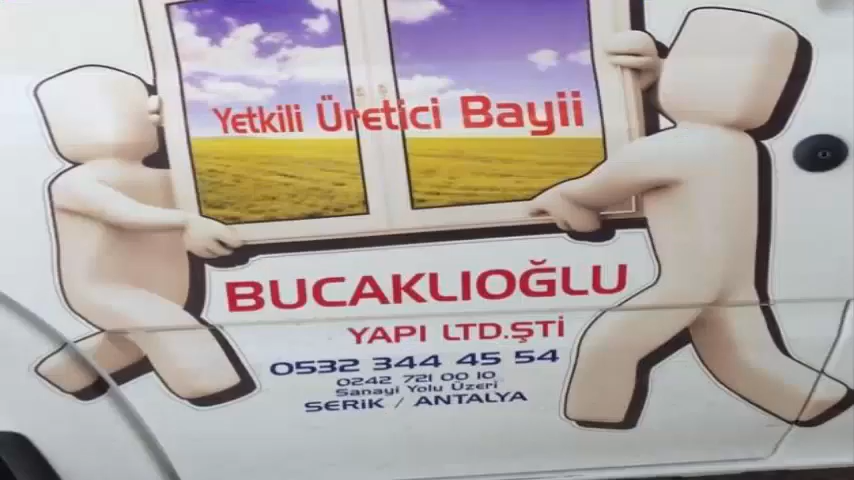 Yetkili Üretici Bayii
BUCAKLIOĞLU
YAPI LTD.ŞTİ
0532 344 45 54
0242 721 00 10
Sanayi Yolu Üzeri
SERİK / ANTALYA